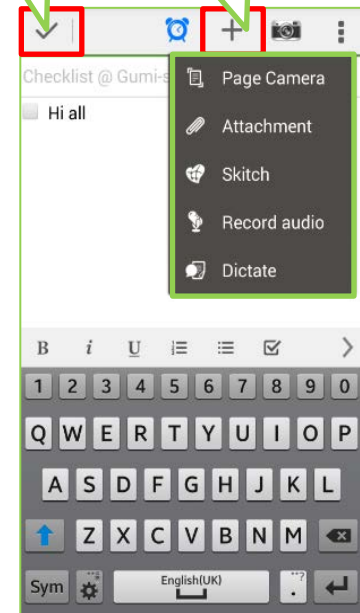 Checklist @ Gumi-s
Page Camera
Hi all
Attachment
Skitch
Record audio
Dictate
B i U
1 2 3 4 5 6 7 8 9 0
Q W E R T Y U I O P
A S D F G H J K L
Z X C V B N M
Sym English(UK) . ...?